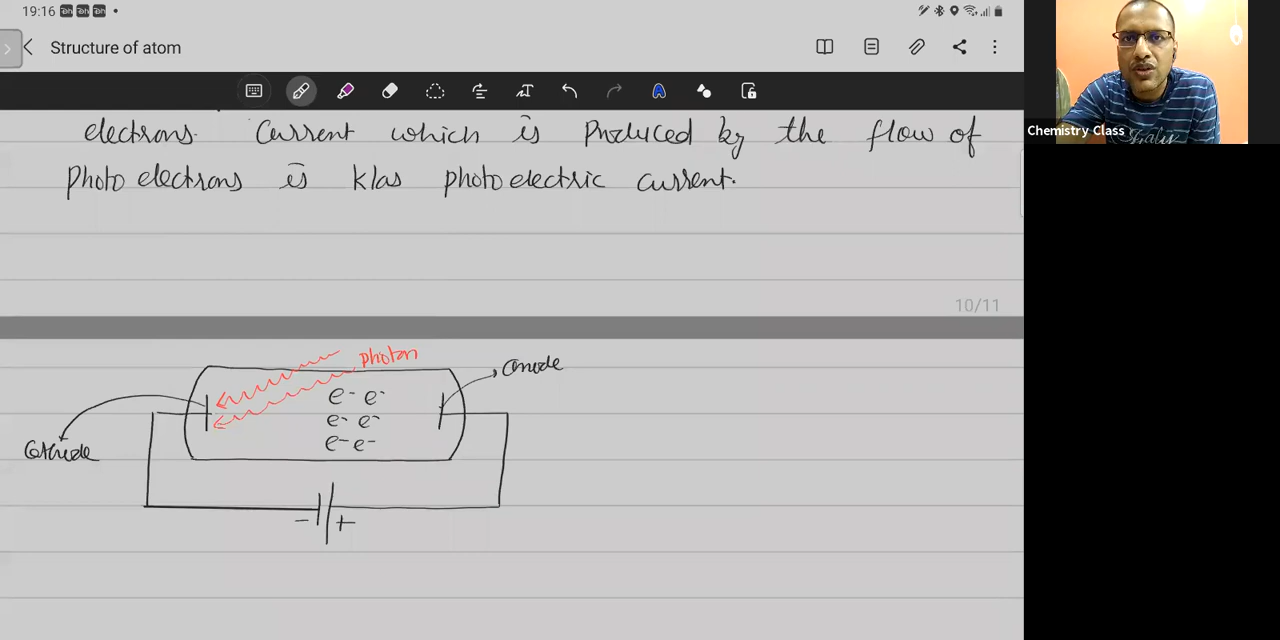 19:16
Structure of atom
electrons. Current which is produced by the flow of
Photo electrons is k/as photoelectric current.
10/11
Photon
anode
e- e-
e- e-
e- e-
Cathode
- +
Chemistry Class